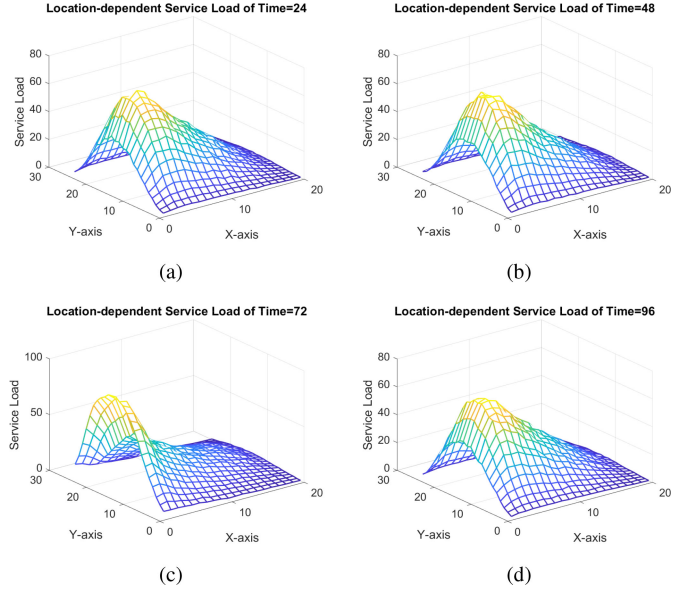 Location-dependent Service Load of Time=24
80
60
40
20
0
Service Load
30
20
10
0
Y-axis
0
10
20
X-axis
(a)
Location-dependent Service Load of Time=48
80
60
40
20
0
Service Load
30
20
10
0
Y-axis
0
10
20
X-axis
(b)
Location-dependent Service Load of Time=72
100
50
0
Service Load
30
20
10
0
Y-axis
0
10
20
X-axis
(c)
Location-dependent Service Load of Time=96
80
60
40
20
0
Service Load
30
20
10
0
Y-axis
0
10
20
X-axis
(d)